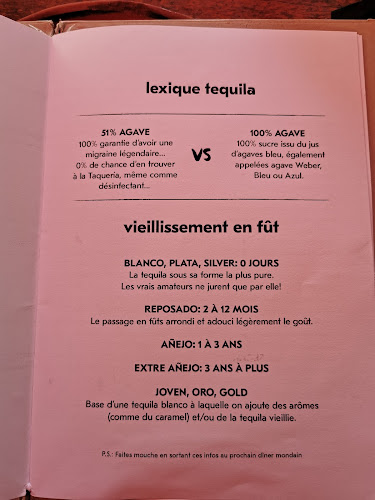 lexique tequila
51% AGAVE
100% garantie d'avoir une
migraine légendaire...
0% de chance d'en trouver
à la Taquería, même comme
désinfectant...
VS
100% AGAVE
100% sucre issu du jus
d'agaves bleu, également
appelées agave Weber,
Bleu ou Azul.
vieillissement en fût
BLANCO, PLATA, SILVER: 0 JOURS
La tequila sous sa forme la plus pure.
Les vrais amateurs ne jurent que par elle!
REPOSADO: 2 À 12 MOIS
Le passage en fûts arrondi et adouci légèrement le goût.
AÑEJO: 1 À 3 ANS
EXTRE AÑEJO: 3 ANS À PLUS
JOVEN, ORO, GOLD
Base d'une tequila blanco à laquelle on ajoute des arômes
(comme du caramel) et/ou de la tequila vieillie.
P.S.: Faites mouche en sortant ces infos au prochain dîner mondain.